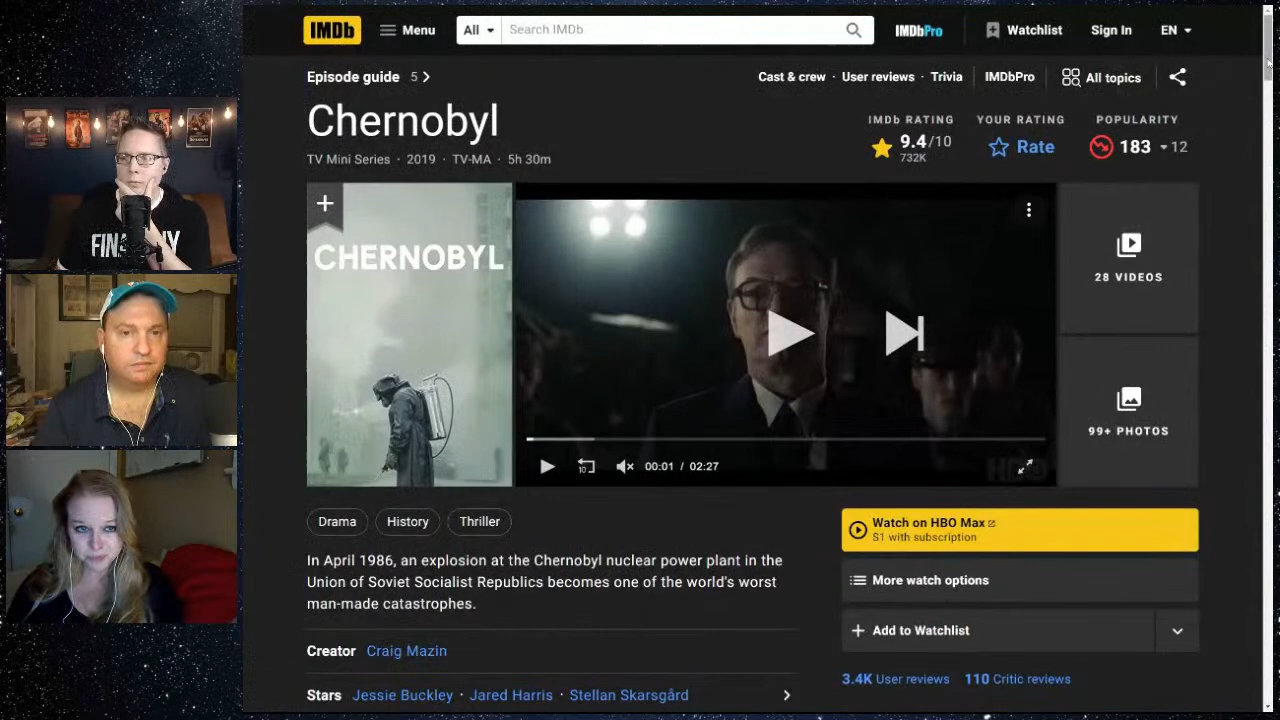 IMDb
Menu
All
Search IMDb
IMDbPro
Watchlist
Sign In
EN
Episode guide 5
Cast & crew · User reviews · Trivia
IMDbPro
All topics
Chernobyl
TV Mini Series · 2019 · TV-MA · 5h 30m
IMDb RATING
9.4/10
732K
YOUR RATING
Rate
POPULARITY
183
12
CHERNOBYL
10
00:01 / 02:27
HBO
28 VIDEOS
99+ PHOTOS
Drama
History
Thriller
In April 1986, an explosion at the Chernobyl nuclear power plant in the
Union of Soviet Socialist Republics becomes one of the world's worst
man-made catastrophes.
Creator Craig Mazin
Stars Jessie Buckley · Jared Harris · Stellan Skarsgård
Watch on HBO Max
S1 with subscription
More watch options
Add to Watchlist
3.4K User reviews
110 Critic reviews